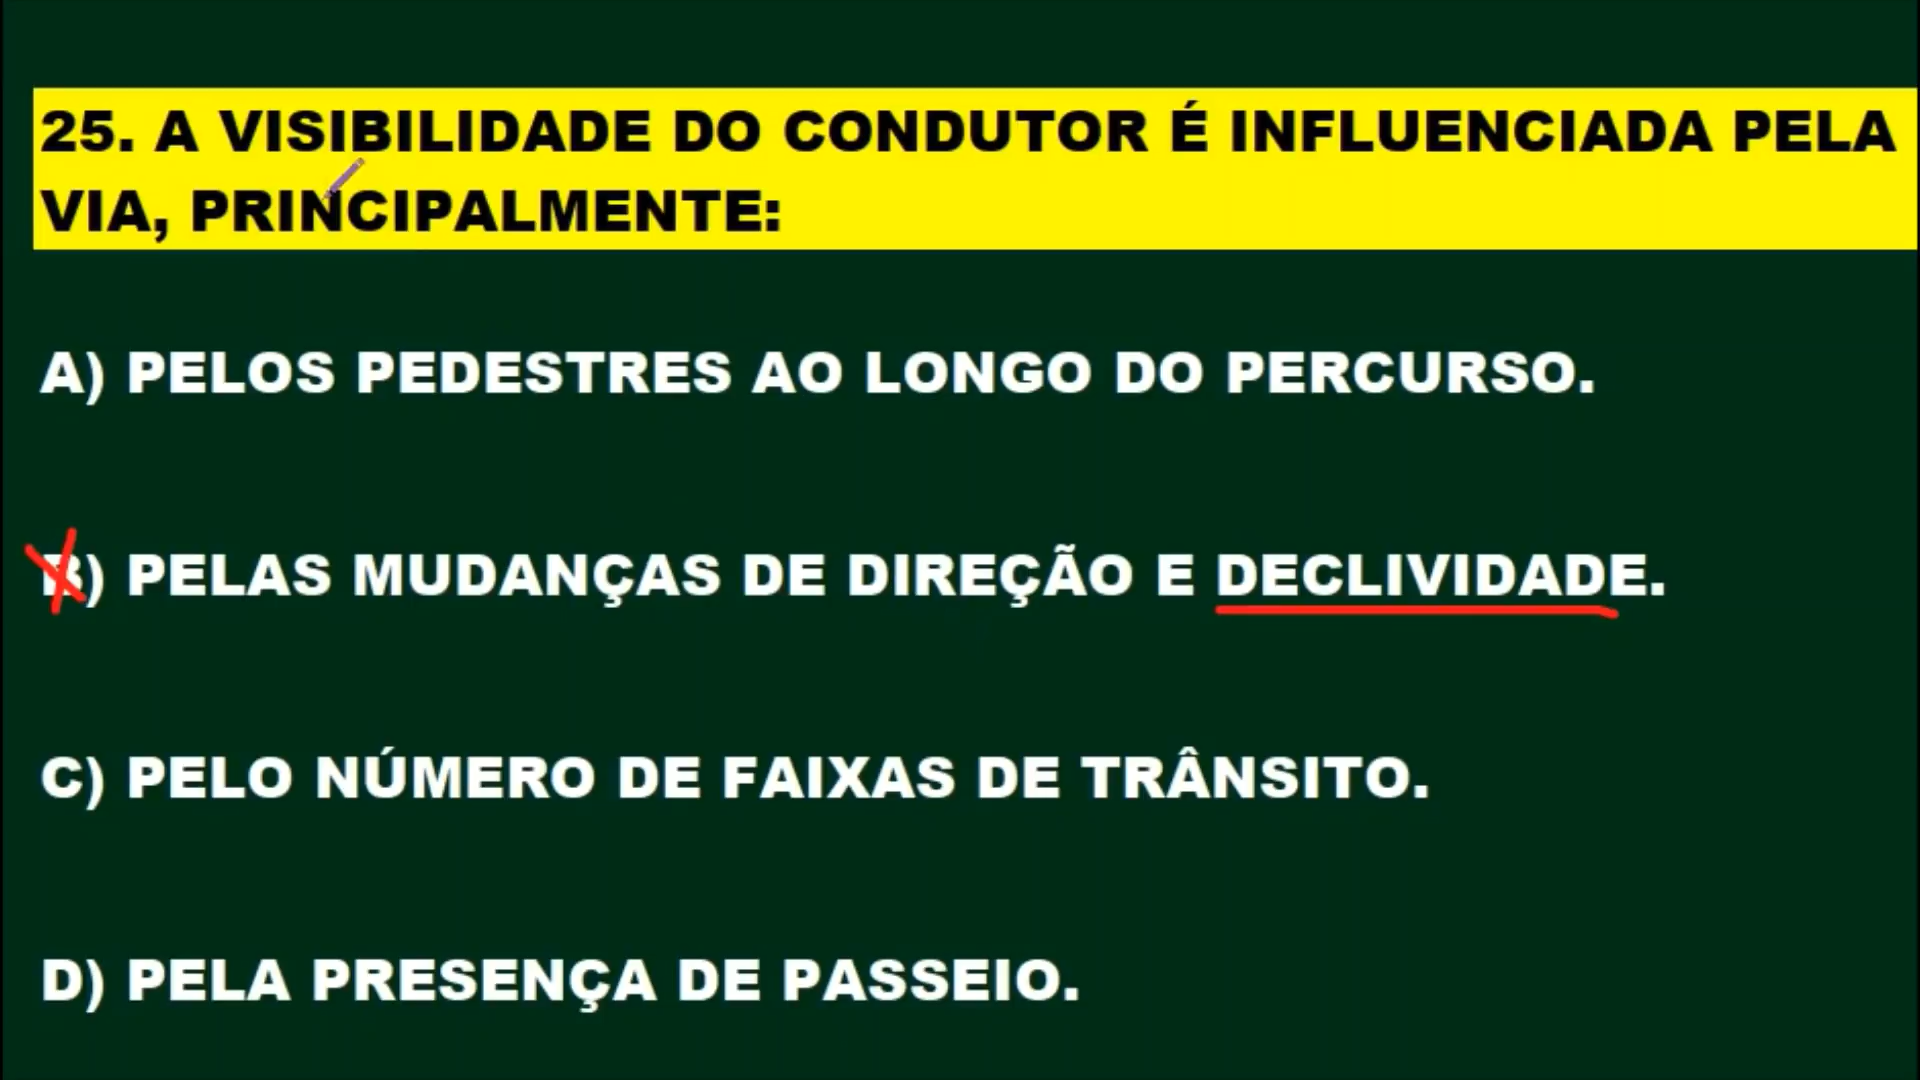 25. A VISIBILIDADE DO CONDUTOR É INFLUENCIADA PELA
VIA, PRINCIPALMENTE:
A) PELOS PEDESTRES AO LONGO DO PERCURSO.
B) PELAS MUDANÇAS DE DIREÇÃO E DECLIVIDADE.
C) PELO NÚMERO DE FAIXAS DE TRÂNSITO.
D) PELA PRESENÇA DE PASSEIO.